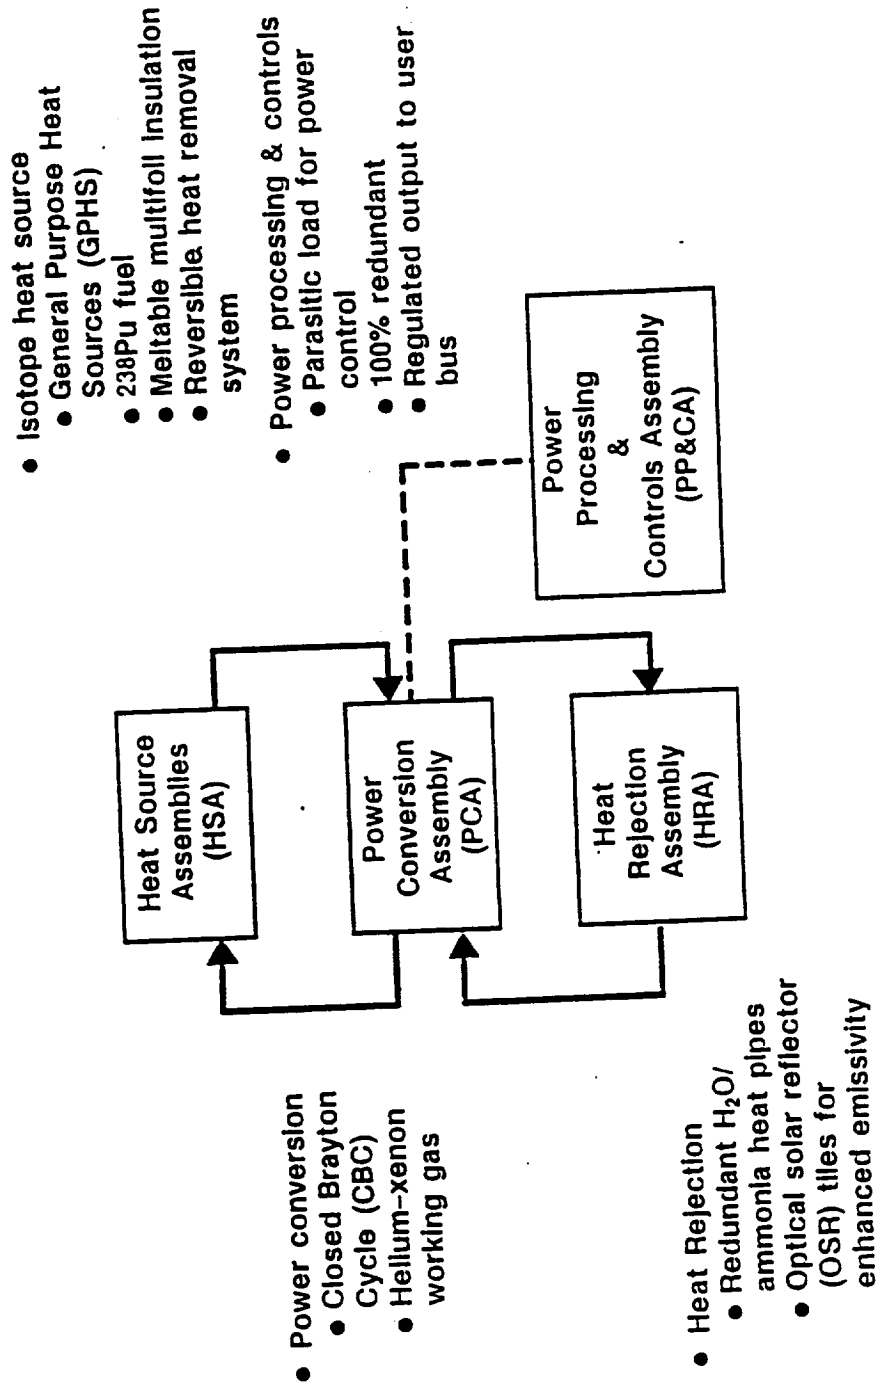 ● Isotope heat source
● General Purpose Heat
Sources (GPHS)
● 238Pu fuel
● Meltable multifoil insulation
● Reversible heat removal
system
● Power processing & controls
● Parasitic load for power
control
● 100% redundant
● Regulated output to user
bus
Heat Source
Assemblies
(HSA)
Power
Conversion
Assembly
(PCA)
Heat
Rejection
Assembly
(HRA)
Power
Processing
&
Controls Assembly
(PP&CA)
● Power conversion
● Closed Brayton
Cycle (CBC)
● Helium-xenon
working gas
● Heat Rejection
● Redundant H₂O/
ammonia heat pipes
● Optical solar reflector
(OSR) tiles for
enhanced emissivity